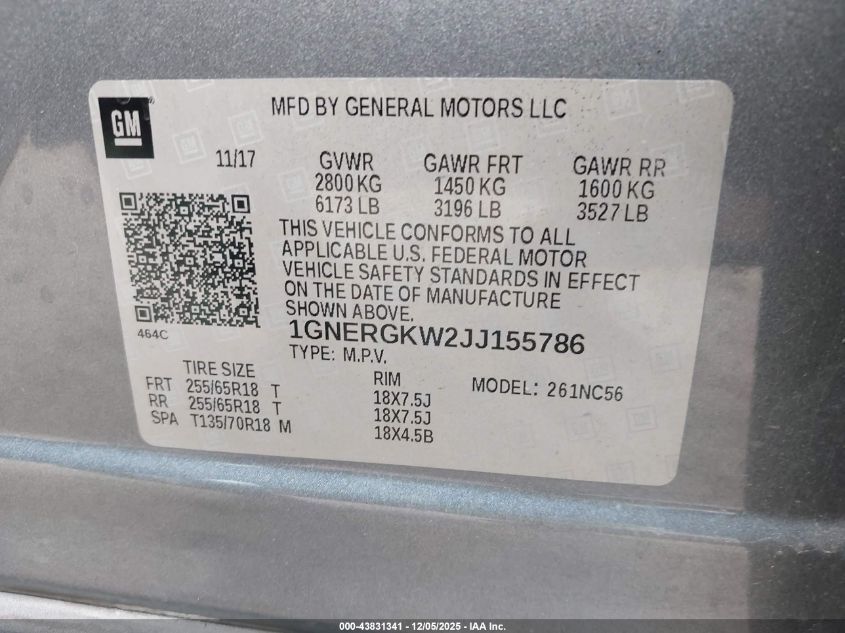 GM
MFD BY GENERAL MOTORS LLC
11/17
GVWR GAWR FRT GAWR RR
2800 KG 1450 KG 1600 KG
6173 LB 3196 LB 3527 LB
THIS VEHICLE CONFORMS TO ALL
APPLICABLE U.S. FEDERAL MOTOR
VEHICLE SAFETY STANDARDS IN EFFECT
ON THE DATE OF MANUFACTURE
SHOWN ABOVE.
464C
1GNERGKW2JJ155786
TYPE: M.P.V.
TIRE SIZE RIM MODEL: 261NC56
FRT 255/65R18 T 18X7.5J
RR 255/65R18 T 18X7.5J
SPA T135/70R18 M 18X4.5B
000-43831341 - 12/05/2025 - IAA Inc.